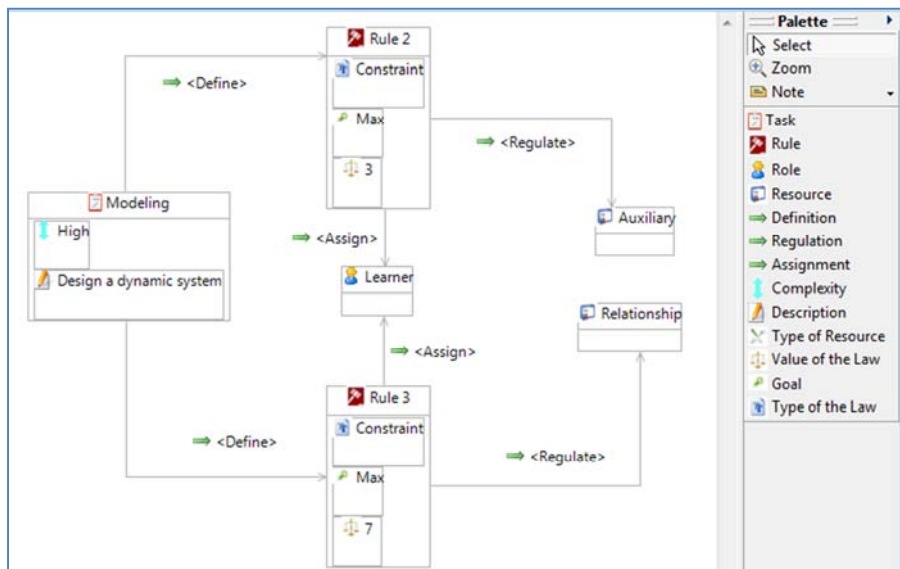 Rule 2
Constraint
Max
3
<Define>
<Regulate>
Modeling
High
Design a dynamic system
<Assign>
Auxiliary
Learner
Relationship
<Assign>
Rule 3
Constraint
Max
7
<Define>
<Regulate>
Palette
Select
Zoom
Note
Task
Rule
Role
Resource
Definition
Regulation
Assignment
Complexity
Description
Type of Resource
Value of the Law
Goal
Type of the Law